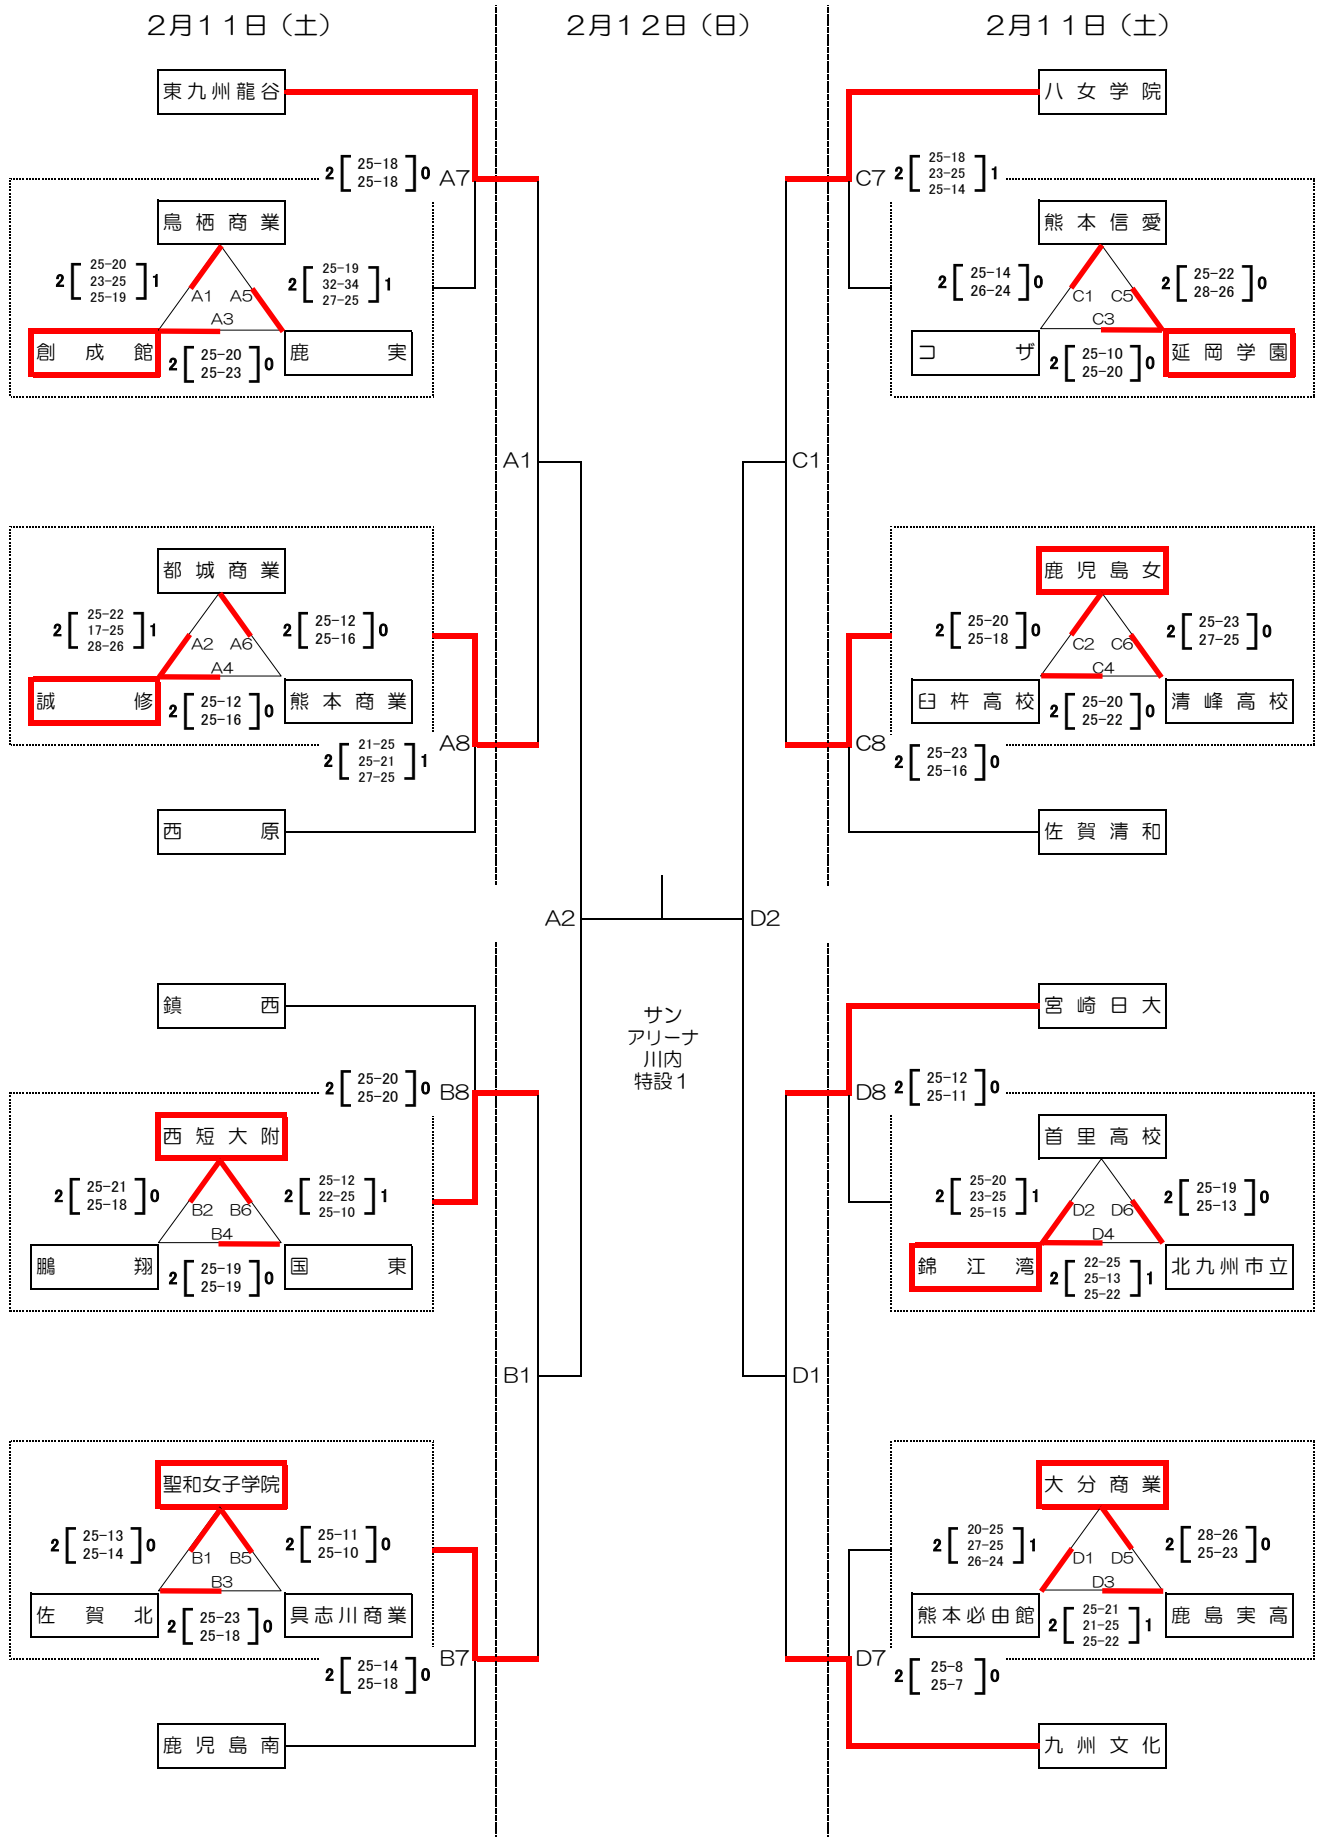 2月11日（土）
2月12日（日）
2月11日（土）
東九州龍谷
2 [ 25-18 ] 0
25-18
A7
鳥栖商業
2 [ 25-20 ] 1
23-25
25-19
2 [ 25-19 ] 1
32-34
27-25
A1 A5
A3
創成館
2 [ 25-20 ] 0
25-23
鹿実
A1
都城商業
2 [ 25-22 ] 1
17-25
28-26
2 [ 25-12 ] 0
25-16
A2 A6
A4
誠修
2 [ 25-12 ] 0
25-16
熊本商業
2 [ 21-25 ] 1
25-21
27-25
A8
西原
A2
鎮西
2 [ 25-20 ] 0
25-20
B8
西短大附
2 [ 25-21 ] 0
25-18
2 [ 25-12 ] 1
22-25
25-10
B2 B6
B4
鵬翔
2 [ 25-19 ] 0
25-19
国東
B1
聖和女子学院
2 [ 25-13 ] 0
25-14
2 [ 25-11 ] 0
25-10
B1 B5
B3
佐賀北
2 [ 25-23 ] 0
25-18
具志川商業
2 [ 25-14 ] 0
25-18
B7
鹿児島南
サン
アリーナ
川内
特設1
八女学院
C7
2 [ 25-18 ] 1
23-25
25-14
熊本信愛
2 [ 25-14 ] 0
26-24
2 [ 25-22 ] 0
28-26
C1 C5
C3
コザ
2 [ 25-10 ] 0
25-20
延岡学園
C1
鹿児島女
2 [ 25-20 ] 0
25-18
2 [ 25-23 ] 0
27-25
C2 C6
C4
臼杵高校
2 [ 25-20 ] 0
25-22
清峰高校
C8
2 [ 25-23 ] 0
25-16
佐賀清和
D2
宮崎日大
D8
2 [ 25-12 ] 0
25-11
首里高校
2 [ 25-20 ] 1
23-25
25-15
2 [ 25-19 ] 0
25-13
D2 D6
D4
錦江湾
2 [ 22-25 ] 1
25-13
25-22
北九州市立
D1
大分商業
2 [ 20-25 ] 1
27-25
26-24
2 [ 28-26 ] 0
25-23
D1 D5
D3
熊本必由館
2 [ 25-21 ] 1
21-25
25-22
鹿島実高
D7
2 [ 25-8 ] 0
25-7
九州文化